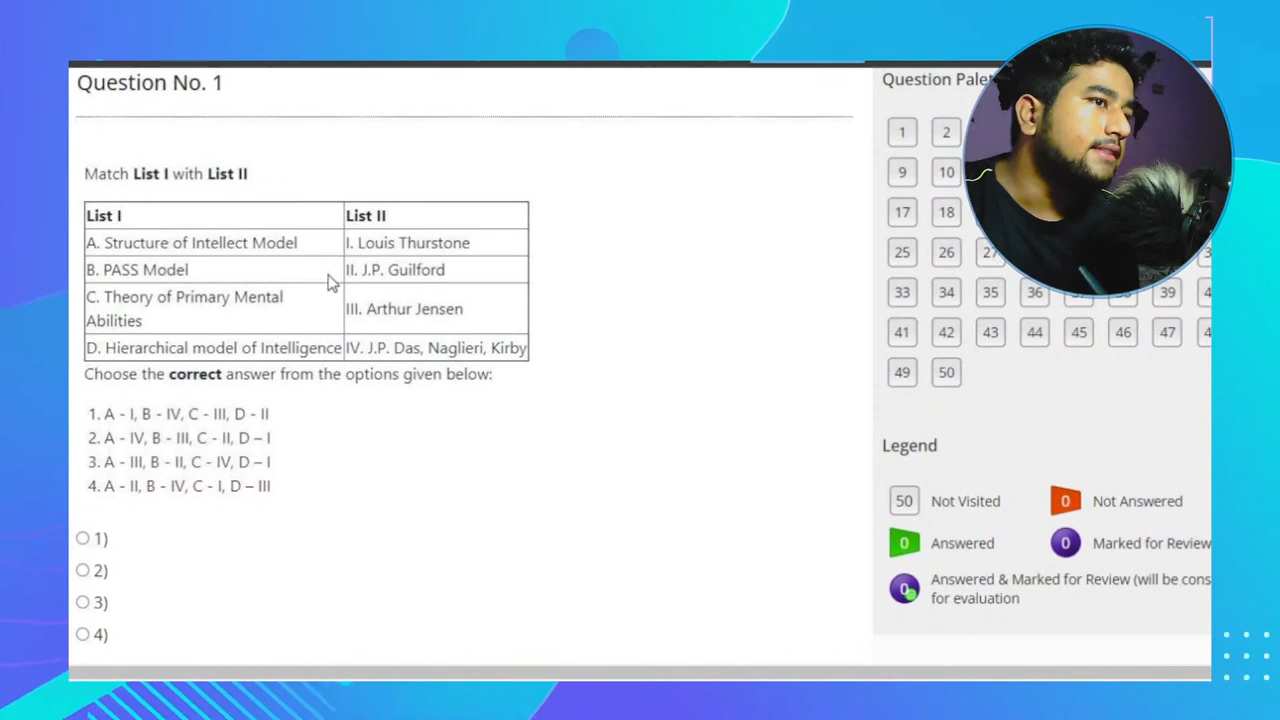 Question No. 1
Match List I with List II
List I List II
A. Structure of Intellect Model I. Louis Thurstone
B. PASS Model II. J.P. Guilford
C. Theory of Primary Mental
Abilities
III. Arthur Jensen
D. Hierarchical model of Intelligence IV. J.P. Das, Naglieri, Kirby
Choose the correct answer from the options given below:
1. A - I, B - IV, C - III, D - II
2. A - IV, B - III, C - II, D – I
3. A - III, B - II, C - IV, D – I
4. A - II, B - IV, C - I, D – III
1)
2)
3)
4)
Question
1 2
9 10
17 18
25 26 27
33 34 35 36 38 39
41 42 43 44 45 46 47
49 50
Legend
50 Not Visited 0 Not Answered
0 Answered 0 Marked for Review
0 Answered & Marked for Review (will be
for evaluation